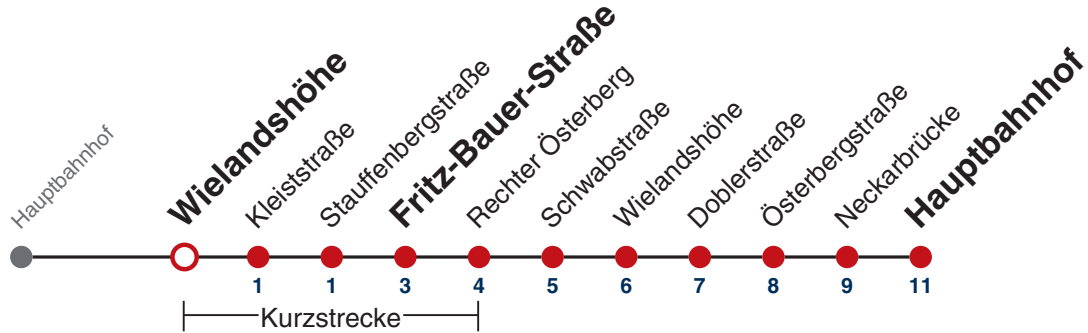 Hauptbahnhof
Wielandshöhe
Kleiststraße
Stauffenbergstraße
Fritz-Bauer-Straße
Rechter Österberg
Schwabstraße
Wielandshöhe
Doblerstraße
Österbergstraße
Neckarbrücke
Hauptbahnhof
1 1 3 4 5 6 7 8 9 11
Kurzstrecke